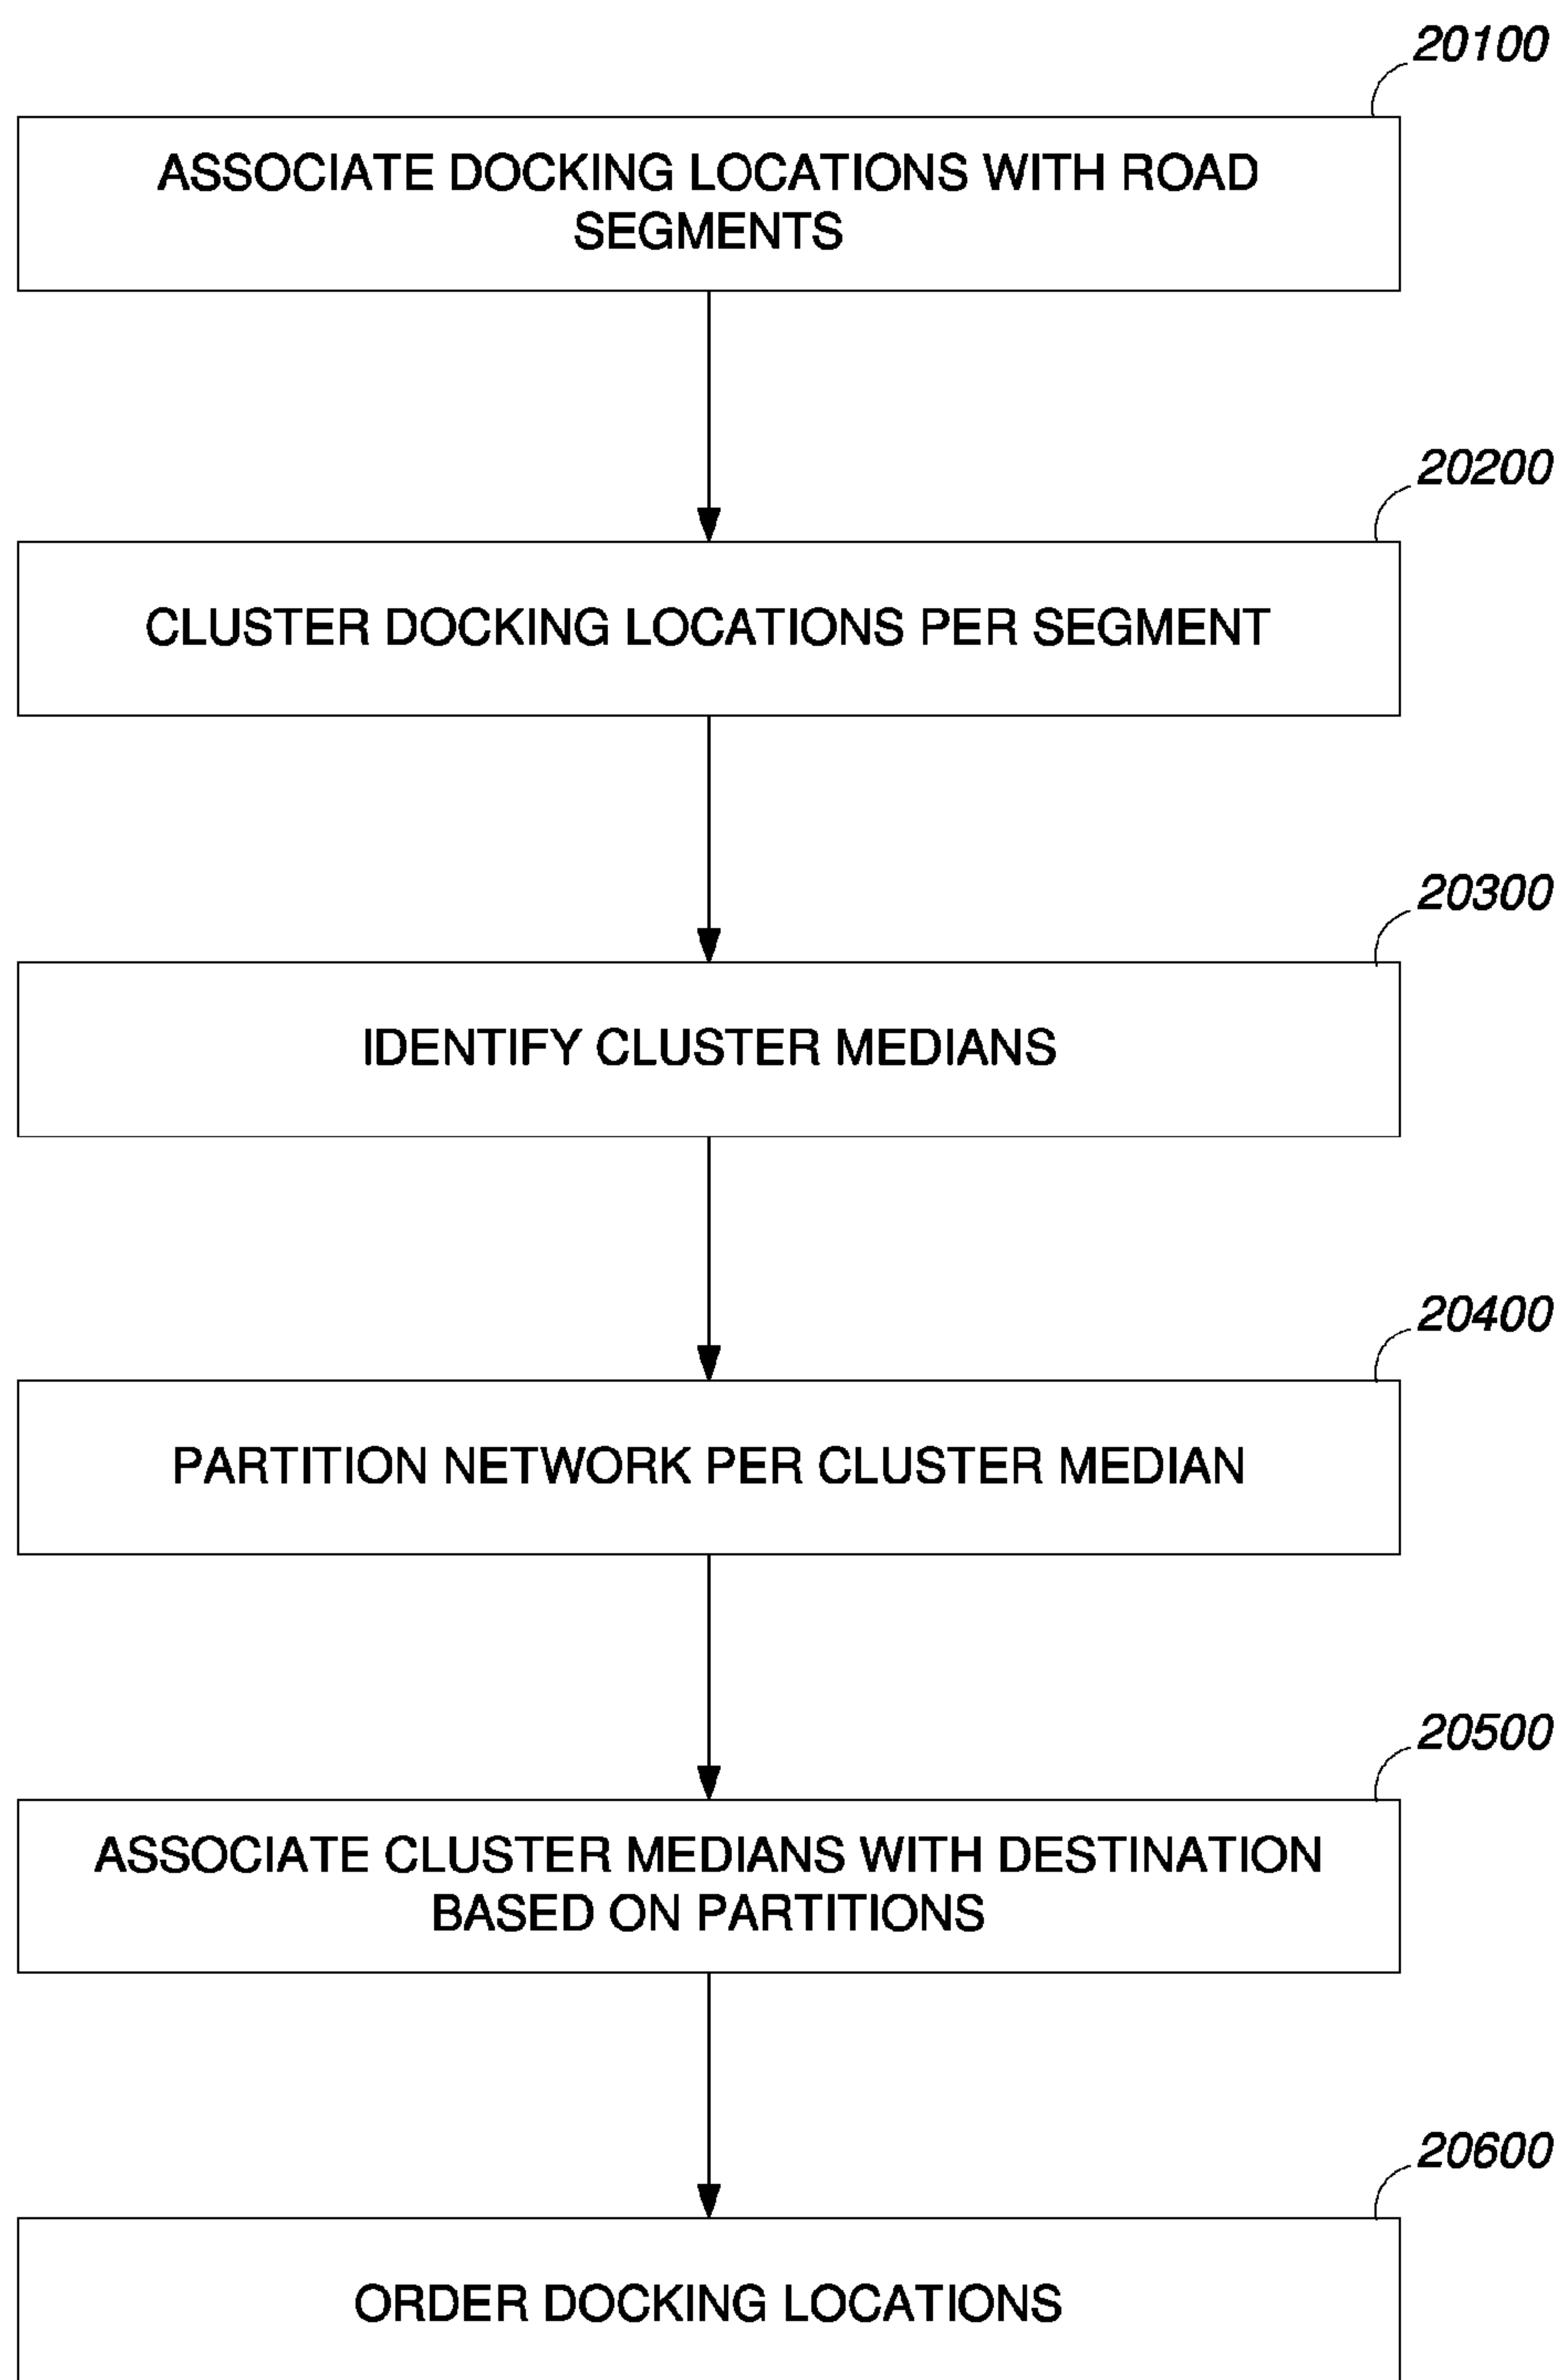 20100
ASSOCIATE DOCKING LOCATIONS WITH ROAD
SEGMENTS
20200
CLUSTER DOCKING LOCATIONS PER SEGMENT
20300
IDENTIFY CLUSTER MEDIANS
20400
PARTITION NETWORK PER CLUSTER MEDIAN
20500
ASSOCIATE CLUSTER MEDIANS WITH DESTINATION
BASED ON PARTITIONS
20600
ORDER DOCKING LOCATIONS